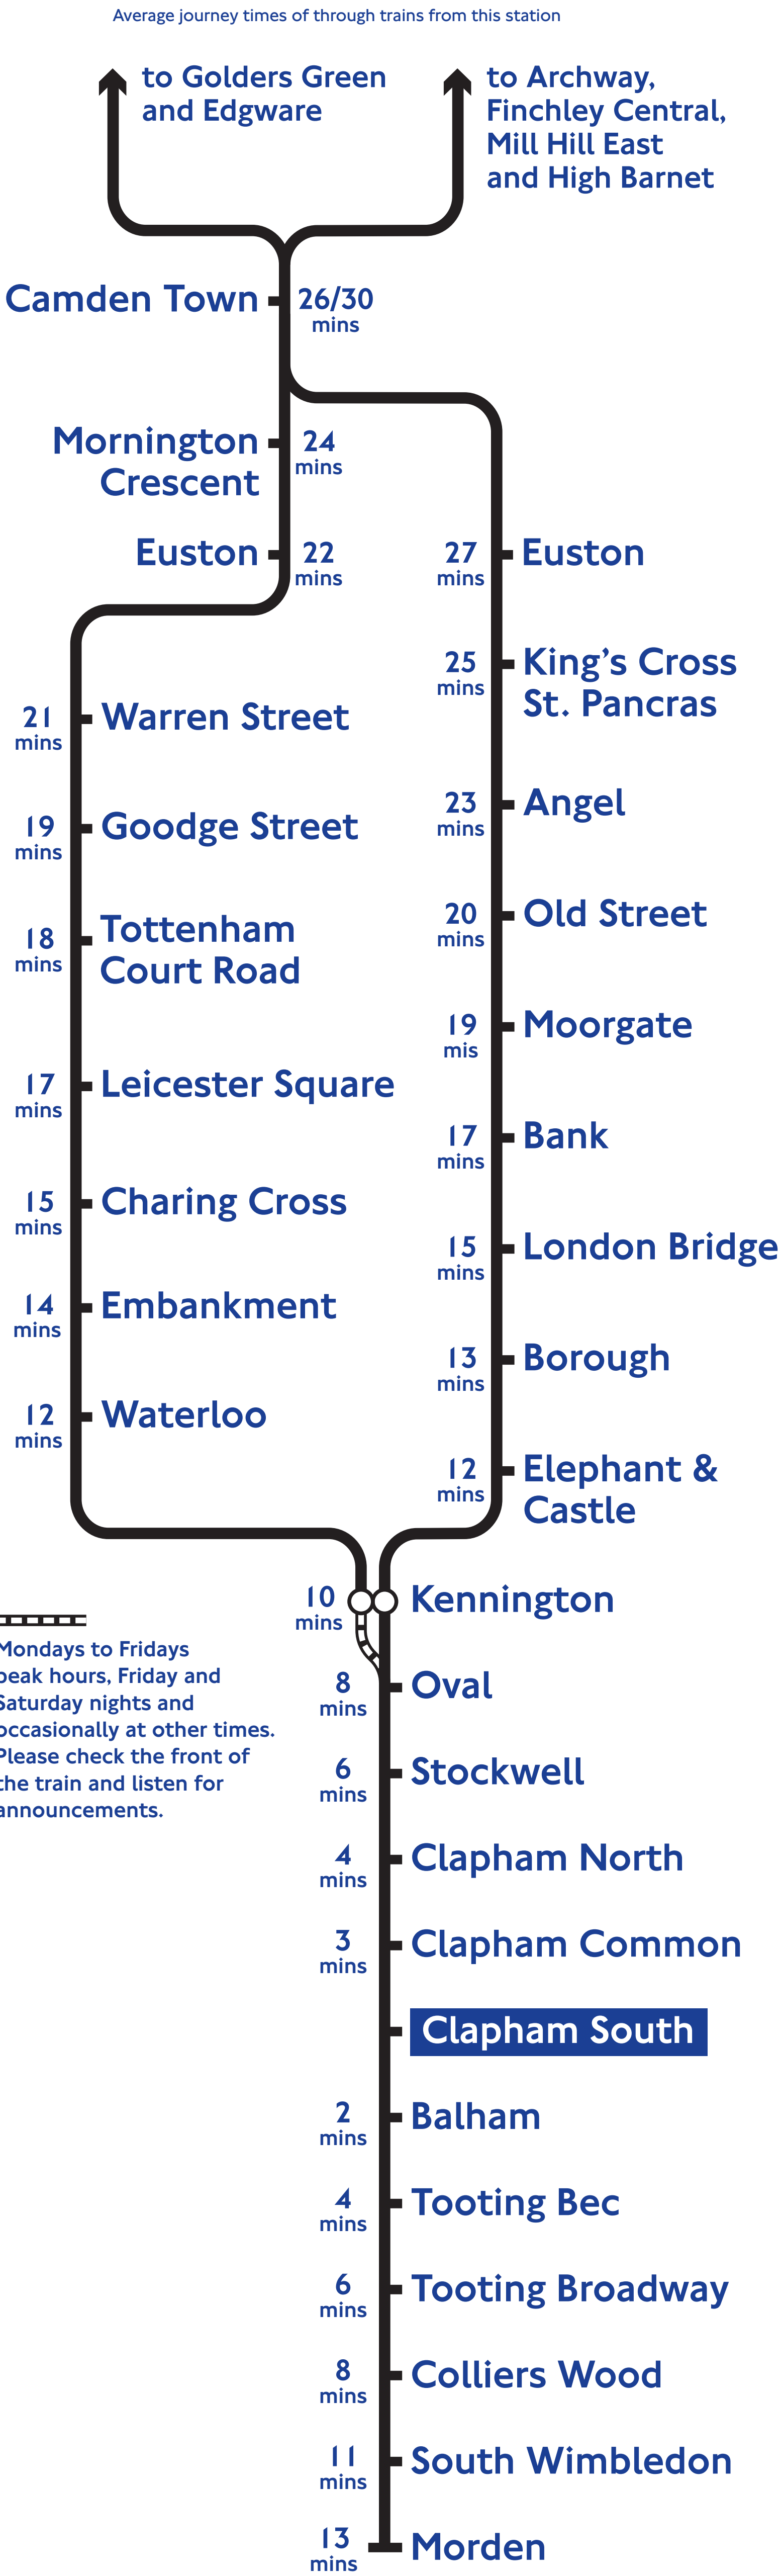 Average journey times of through trains from this station
to Golders Green
and Edgware
to Archway,
Finchley Central,
Mill Hill East
and High Barnet
Camden Town
26/30
mins
Mornington
Crescent
24
mins
Euston
22
mins
21
mins
Warren Street
19
mins
Goodge Street
18
mins
Tottenham
Court Road
17
mins
Leicester Square
15
mins
Charing Cross
14
mins
Embankment
12
mins
Waterloo
27
mins
Euston
25
mins
King’s Cross
St. Pancras
23
mins
Angel
20
mins
Old Street
19
mis
Moorgate
17
mins
Bank
15
mins
London Bridge
13
mins
Borough
12
mins
Elephant &
Castle
10
mins
Kennington
Mondays to Fridays
peak hours, Friday and
Saturday nights and
occasionally at other times.
Please check the front of
the train and listen for
announcements.
8
mins
Oval
6
mins
Stockwell
4
mins
Clapham North
3
mins
Clapham Common
Clapham South
2
mins
Balham
4
mins
Tooting Bec
6
mins
Tooting Broadway
8
mins
Colliers Wood
11
mins
South Wimbledon
13
mins
Morden